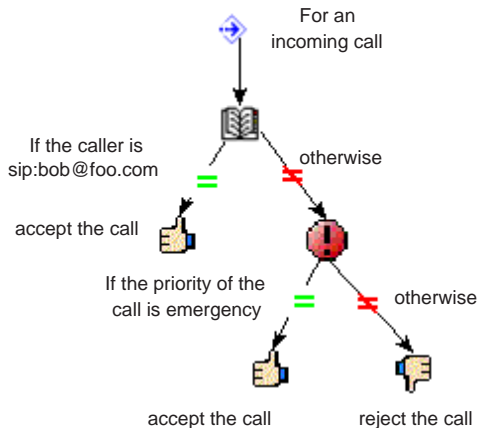 For an
incoming call
If the caller is
sip:bob@foo.com
otherwise
accept the call
If the priority of the
call is emergency
otherwise
accept the call
reject the call